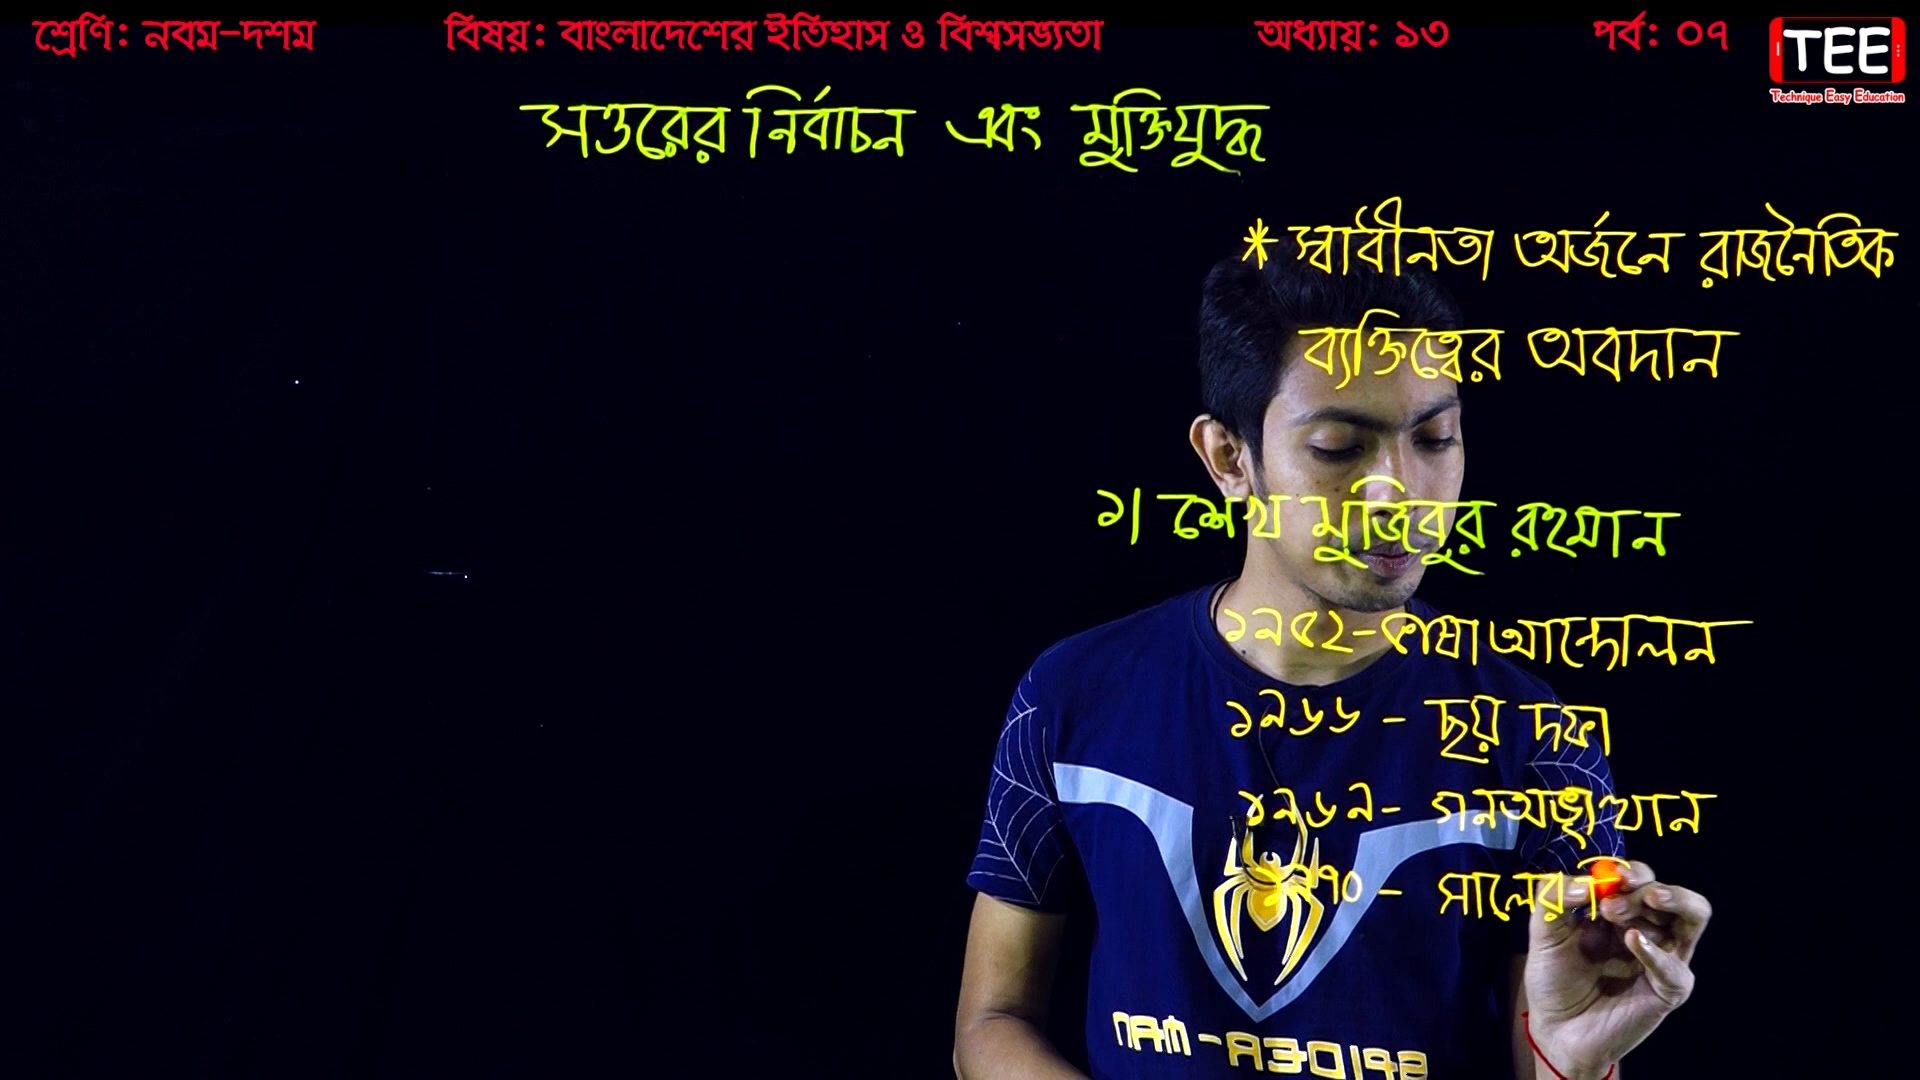 শ্রেণি: নবম-দশম বিষয়: বাংলাদেশের ইতিহাস ও বিশ্বসভ্যতা অধ্যায়: ১৩ পর্ব: ০৭
TEE
Technique Easy Education
সত্তরের নির্বাচন এবং মুক্তিযুদ্ধ
* স্বাধীনতা অর্জনে রাজনৈতিক
ব্যক্তিত্বের অবদান
১। শেখ মুজিবুর রহমান
১৯৫২-ভাষা আন্দোলন
১৯৬৬ - ছয় দফা
১৯৬৯- গনঅভ্যুত্থান
১৯৭০ - সালের নি